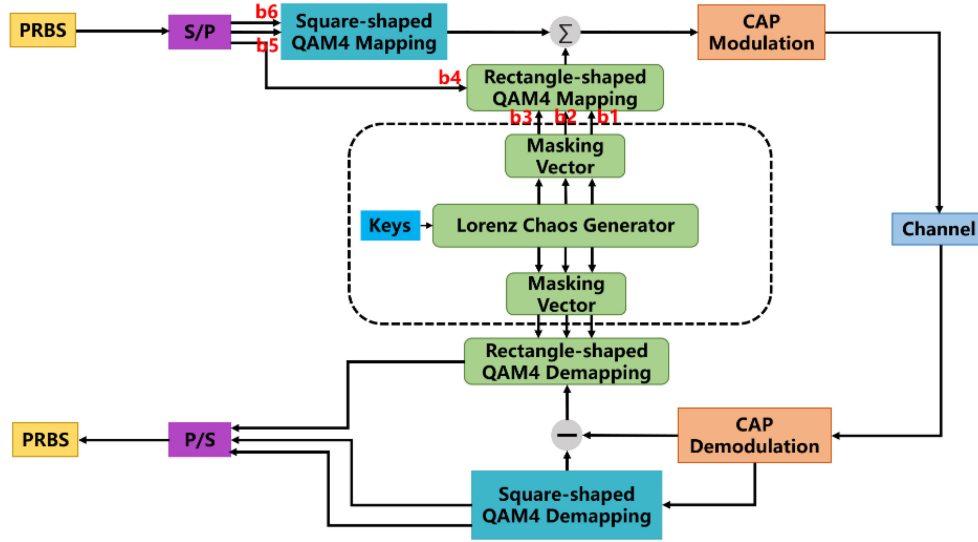 PRBS
S/P
b6
b5
Square-shaped
QAM4 Mapping
Σ
CAP
Modulation
b4
Rectangle-shaped
QAM4 Mapping
b3 b2 b1
Masking
Vector
Keys
Lorenz Chaos Generator
Channel
Masking
Vector
Rectangle-shaped
QAM4 Demapping
PRBS
P/S
CAP
Demodulation
Square-shaped
QAM4 Demapping